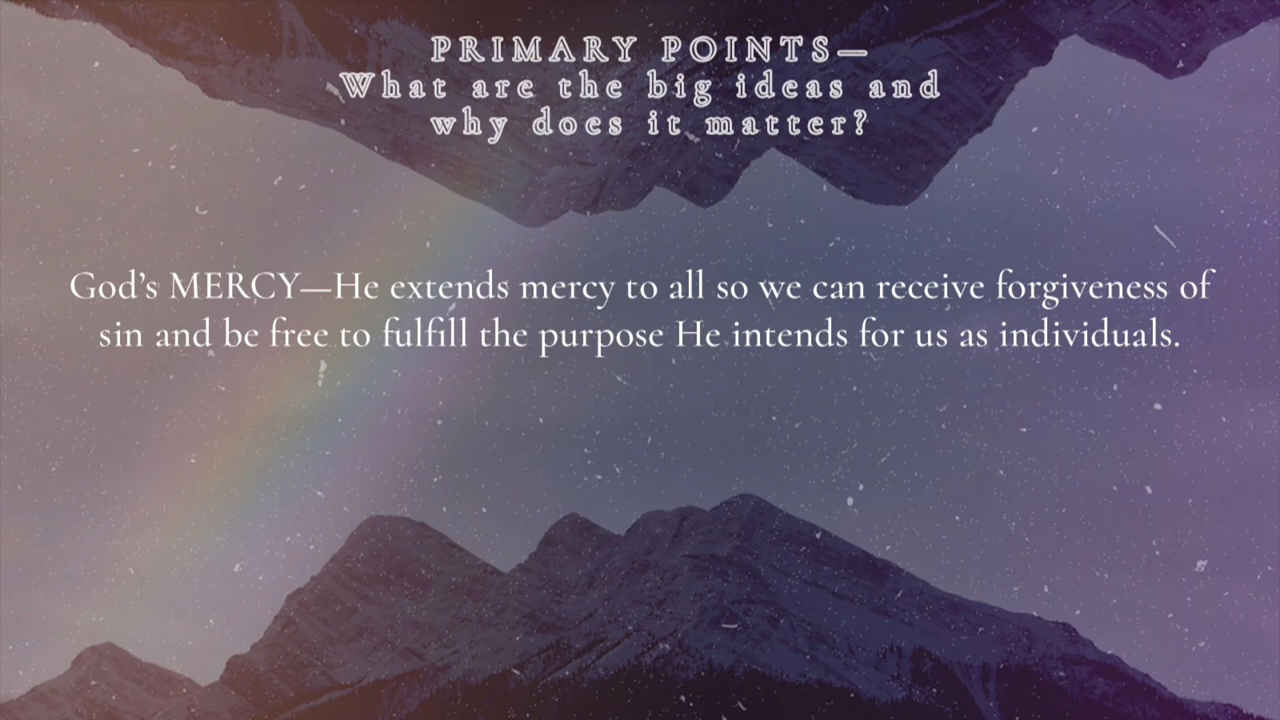 PRIMARY POINTS—
What are the big ideas and
why does it matter?
God’s MERCY—He extends mercy to all so we can receive forgiveness of
sin and be free to fulfill the purpose He intends for us as individuals.